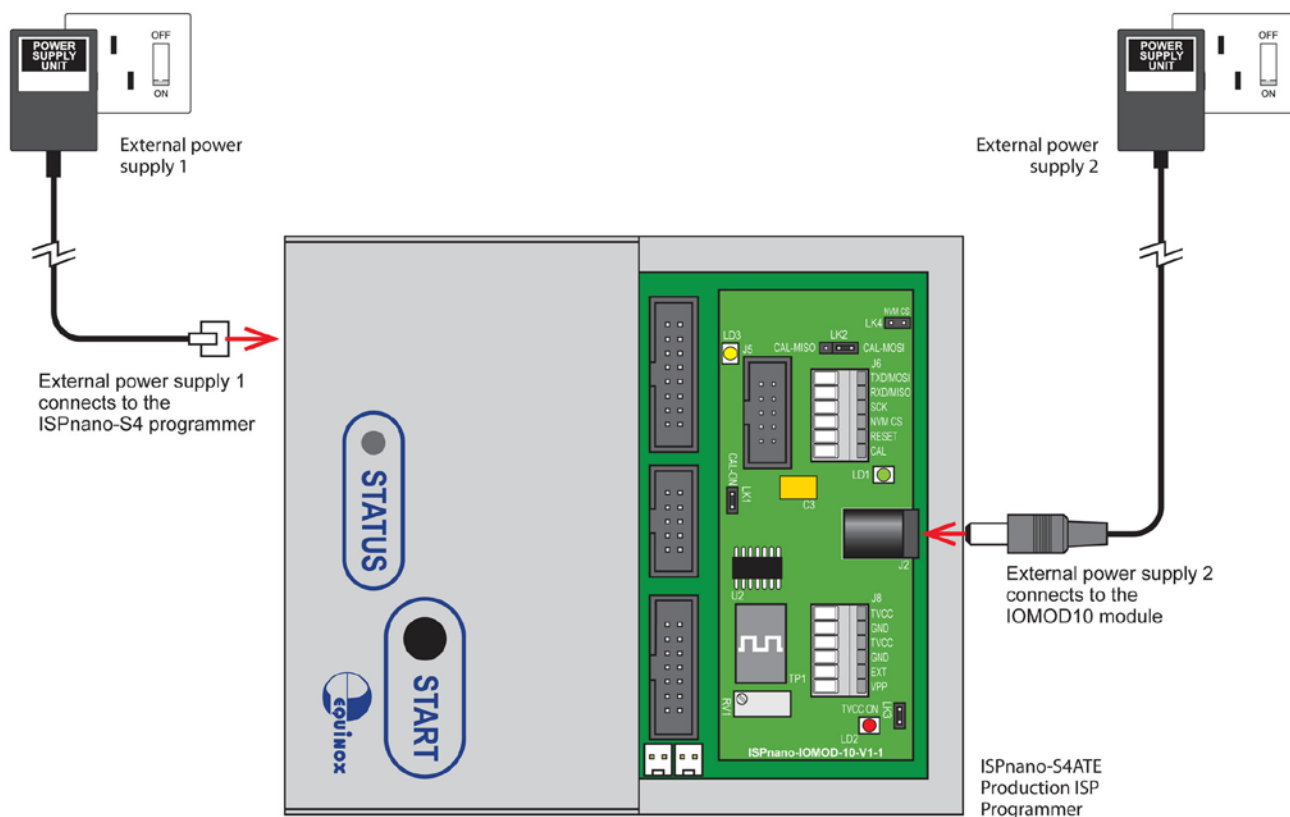 POWER
SUPPLY
UNIT
OFF
ON
External power
supply 1
POWER
SUPPLY
UNIT
OFF
ON
External power
supply 2
External power supply 1
connects to the
ISPnano-S4 programmer
STATUS
START
EQUINOX
NVM CS
LK4
LK2
LD3
J5
CAL-MISO
CAL-MOSI
J6
TXD/MOSI
RXD/MISO
SCK
NVM CS
RESET
CAL
LD1
CAL-ON
LK1
C3
J2
U2
J8
TVCC
GND
TVCC
GND
EXT
VPP
TP1
RV1
TVCC ON
LK3
LD2
ISPnano-IOMOD-10-V1-1
External power supply 2
connects to the
IOMOD10 module
ISPnano-S4ATE
Production ISP
Programmer